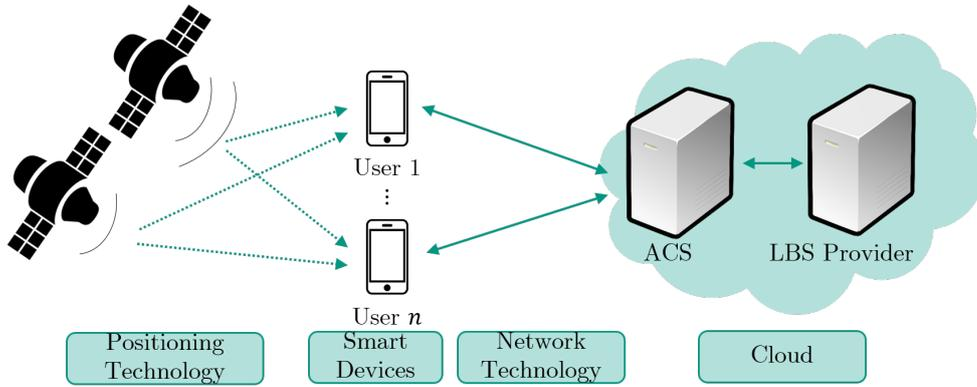 User 1
⋮
User n
ACS
LBS Provider
Positioning
Technology
Smart
Devices
Network
Technology
Cloud